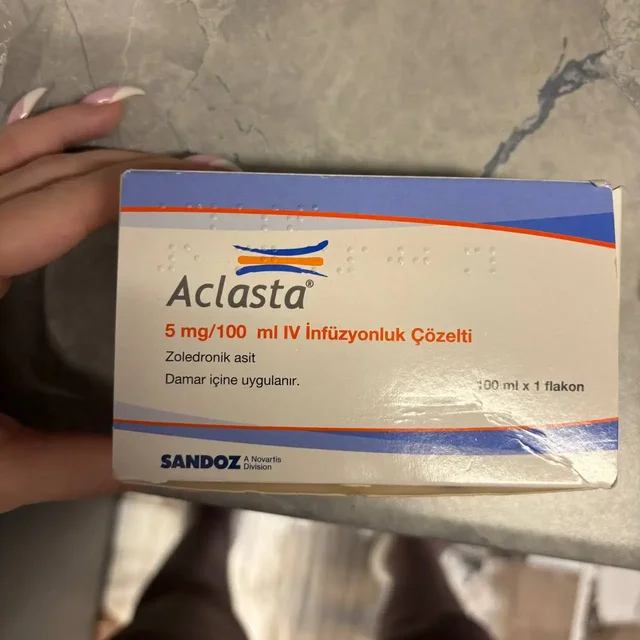 Aclasta®
5 mg/100 ml IV İnfüzyonluk Çözelti
Zoledronik asit
Damar içine uygulanır.
100 ml x 1 flakon
SANDOZ A Novartis
Division